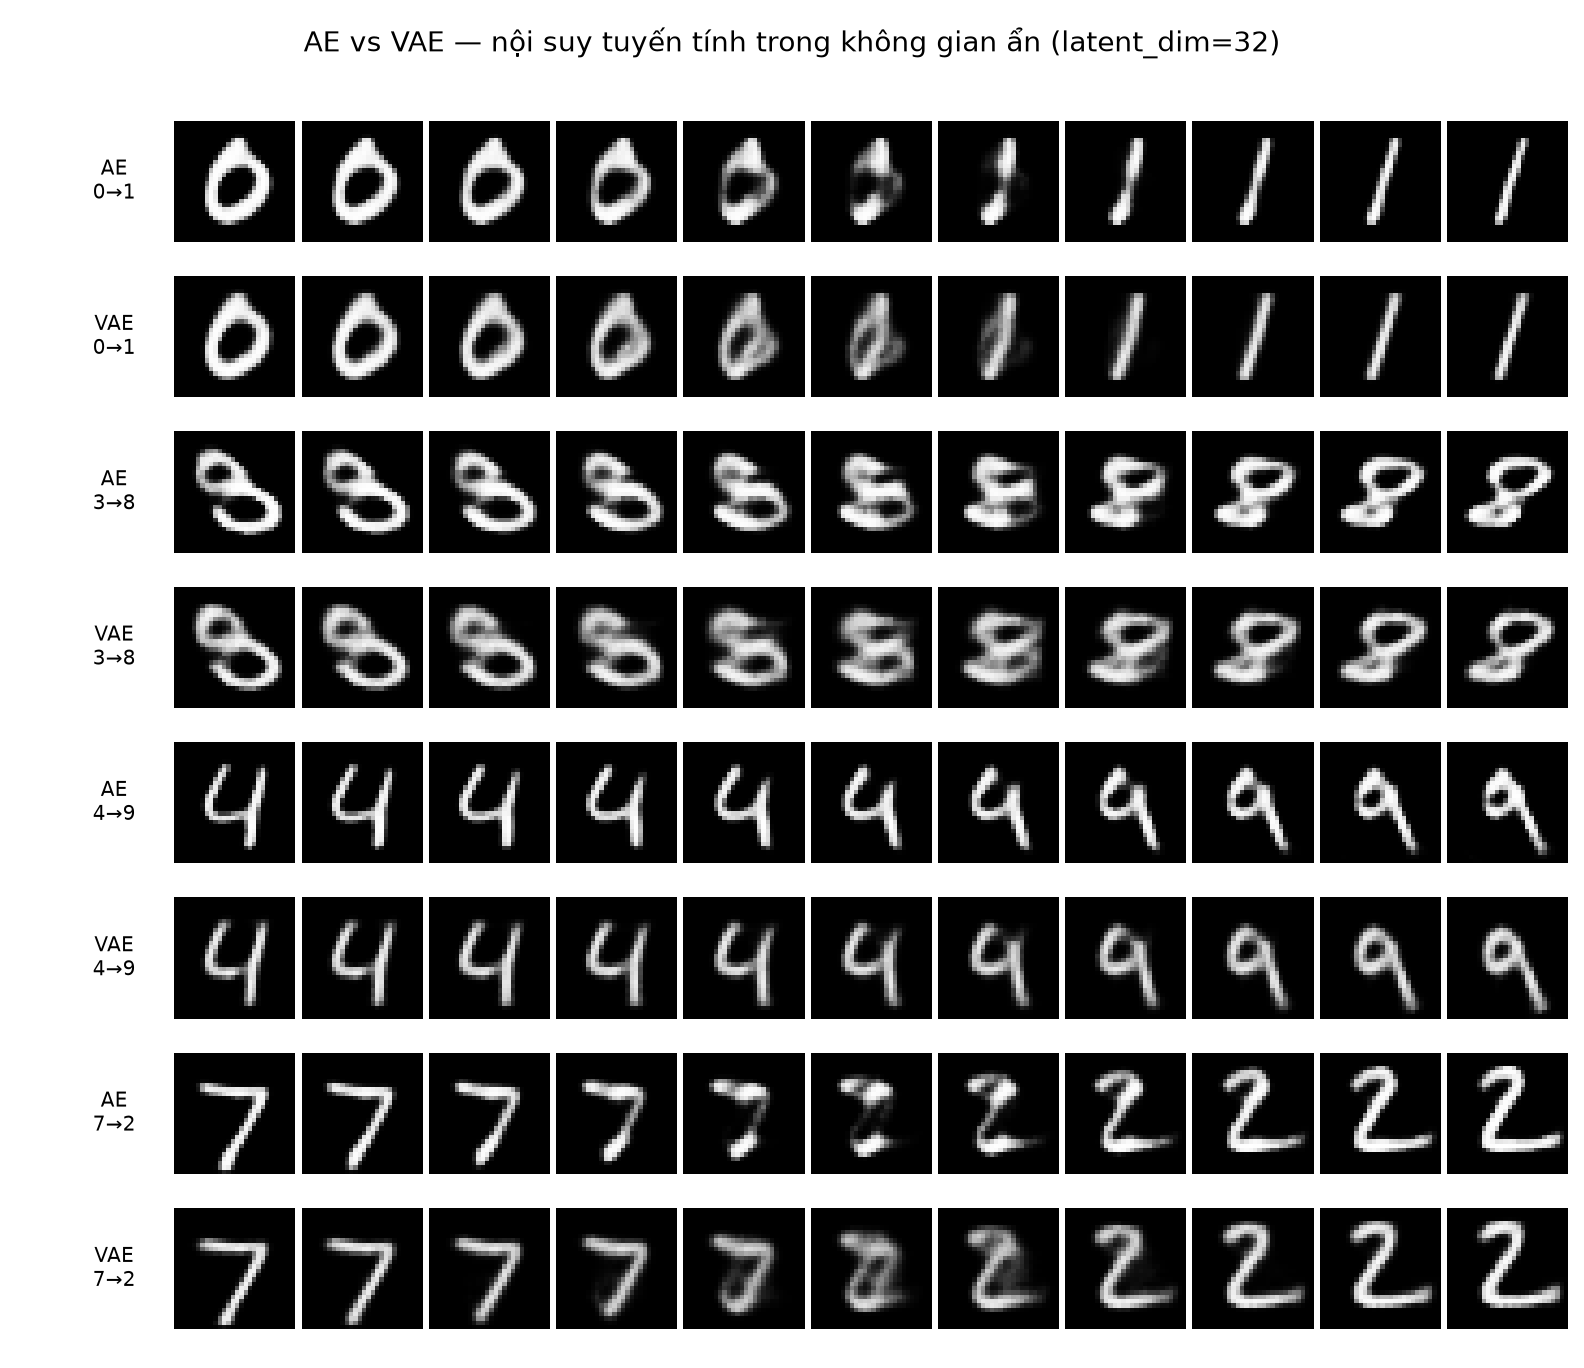 AE vs VAE — nội suy tuyến tính trong không gian ẩn (latent_dim=32)
AE
0→1
VAE
0→1
AE
3→8
VAE
3→8
AE
4→9
VAE
4→9
AE
7→2
VAE
7→2